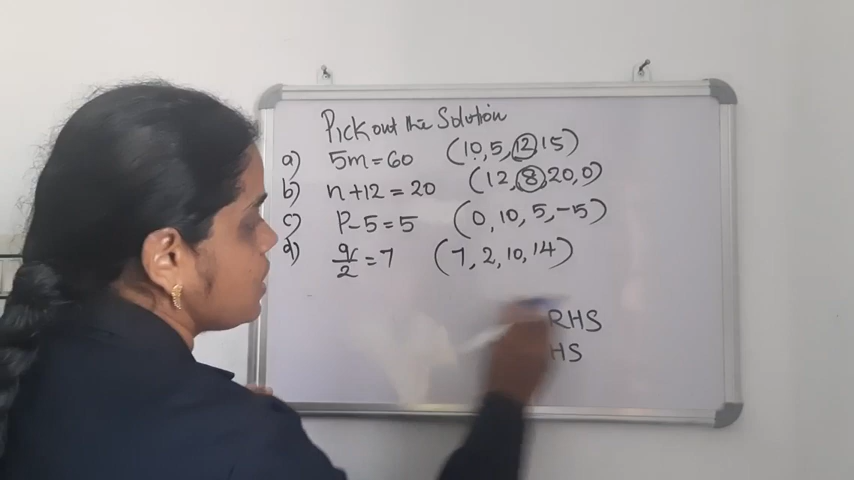 Pick out the Solution
a) 5m = 60 (10, 5, 12, 15)
b) n + 12 = 20 (12, 8, 20, 0)
c) P - 5 = 5 (0, 10, 5, -5)
d) q/2 = 7 (7, 2, 10, 14)
RHS
HS